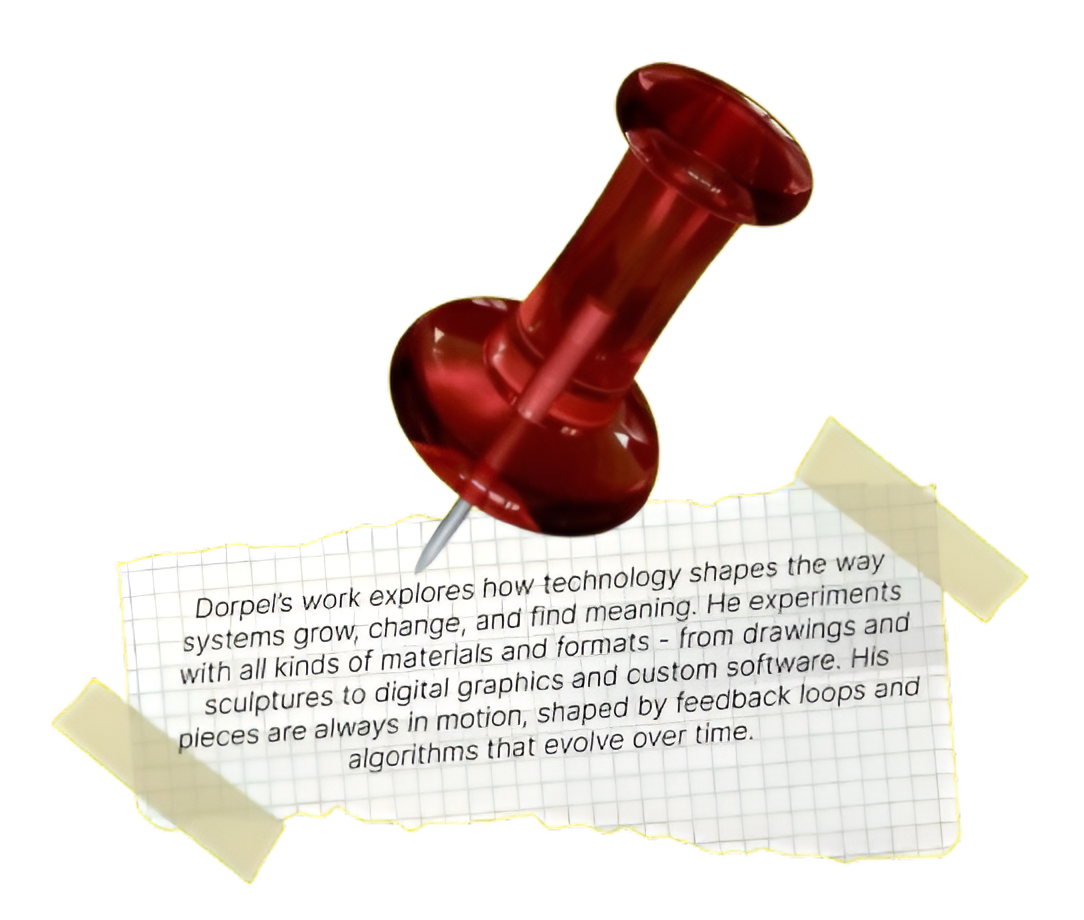 Dorpel's work explores how technology shapes the way
systems grow, change, and find meaning. He experiments
with all kinds of materials and formats - from drawings and
sculptures to digital graphics and custom software. His
pieces are always in motion, shaped by feedback loops and
algorithms that evolve over time.